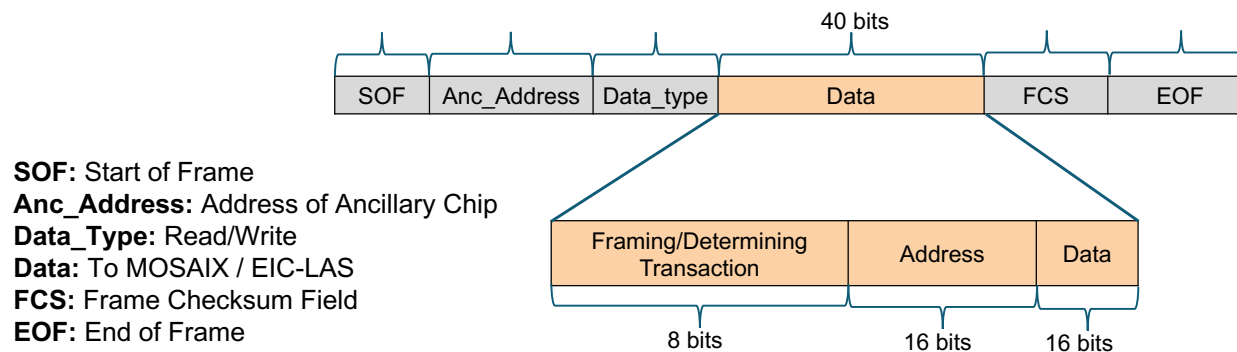 40 bits
SOF
Anc_Address
Data_type
Data
FCS
EOF
SOF: Start of Frame
Anc_Address: Address of Ancillary Chip
Data_Type: Read/Write
Data: To MOSAIX / EIC-LAS
FCS: Frame Checksum Field
EOF: End of Frame
Framing/Determining
Transaction
Address
Data
8 bits
16 bits
16 bits